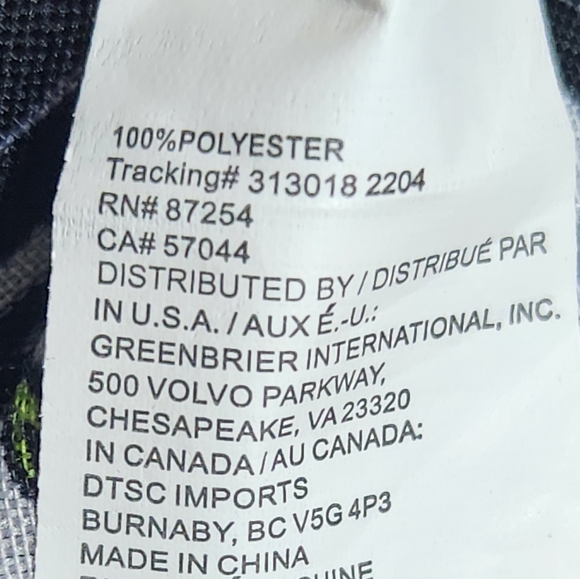 100%POLYESTER
Tracking# 313018 2204
RN# 87254
CA# 57044
DISTRIBUTED BY / DISTRIBUÉ PAR
IN U.S.A. / AUX É.-U.:
GREENBRIER INTERNATIONAL, INC.
500 VOLVO PARKWAY,
CHESAPEAKE, VA 23320
IN CANADA / AU CANADA:
DTSC IMPORTS
BURNABY, BC V5G 4P3
MADE IN CHINA